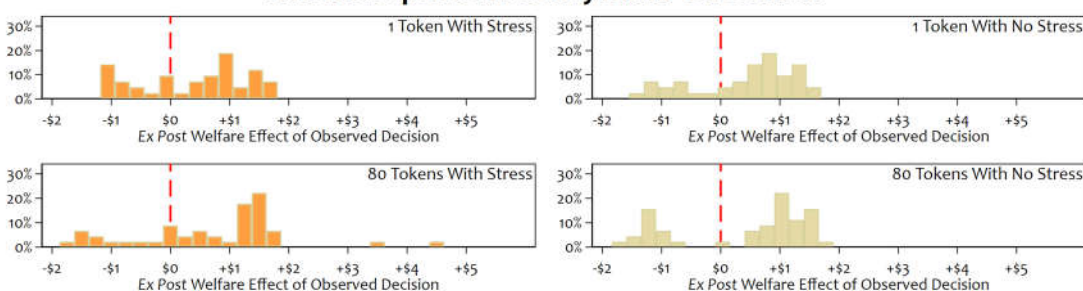 1 Token With Stress
30%
20%
10%
0%
-$2 -$1 $0 +$1 +$2 +$3 +$4 +$5
Ex Post Welfare Effect of Observed Decision
1 Token With No Stress
30%
20%
10%
0%
-$2 -$1 $0 +$1 +$2 +$3 +$4 +$5
Ex Post Welfare Effect of Observed Decision
80 Tokens With Stress
30%
20%
10%
0%
-$2 -$1 $0 +$1 +$2 +$3 +$4 +$5
Ex Post Welfare Effect of Observed Decision
80 Tokens With No Stress
30%
20%
10%
0%
-$2 -$1 $0 +$1 +$2 +$3 +$4 +$5
Ex Post Welfare Effect of Observed Decision